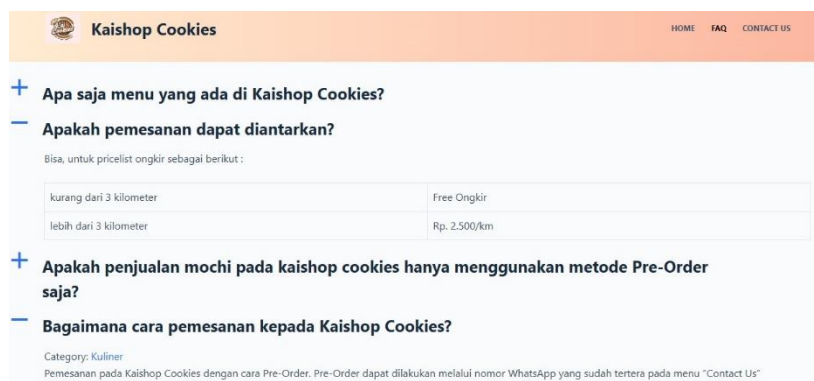 Kaishop Cookies
HOME FAQ CONTACT US
Apa saja menu yang ada di Kaishop Cookies?
Apakah pemesanan dapat diantarkan?
Bisa, untuk pricelist ongkir sebagai berikut :
kurang dari 3 kilometer Free Ongkir
lebih dari 3 kilometer Rp. 2.500/km
Apakah penjualan mochi pada kaishop cookies hanya menggunakan metode Pre-Order
saja?
Bagaimana cara pemesanan kepada Kaishop Cookies?
Category: Kuliner
Pemesanan pada Kaishop Cookies dengan cara Pre-Order. Pre-Order dapat dilakukan melalui nomor WhatsApp yang sudah tertera pada menu "Contact Us"